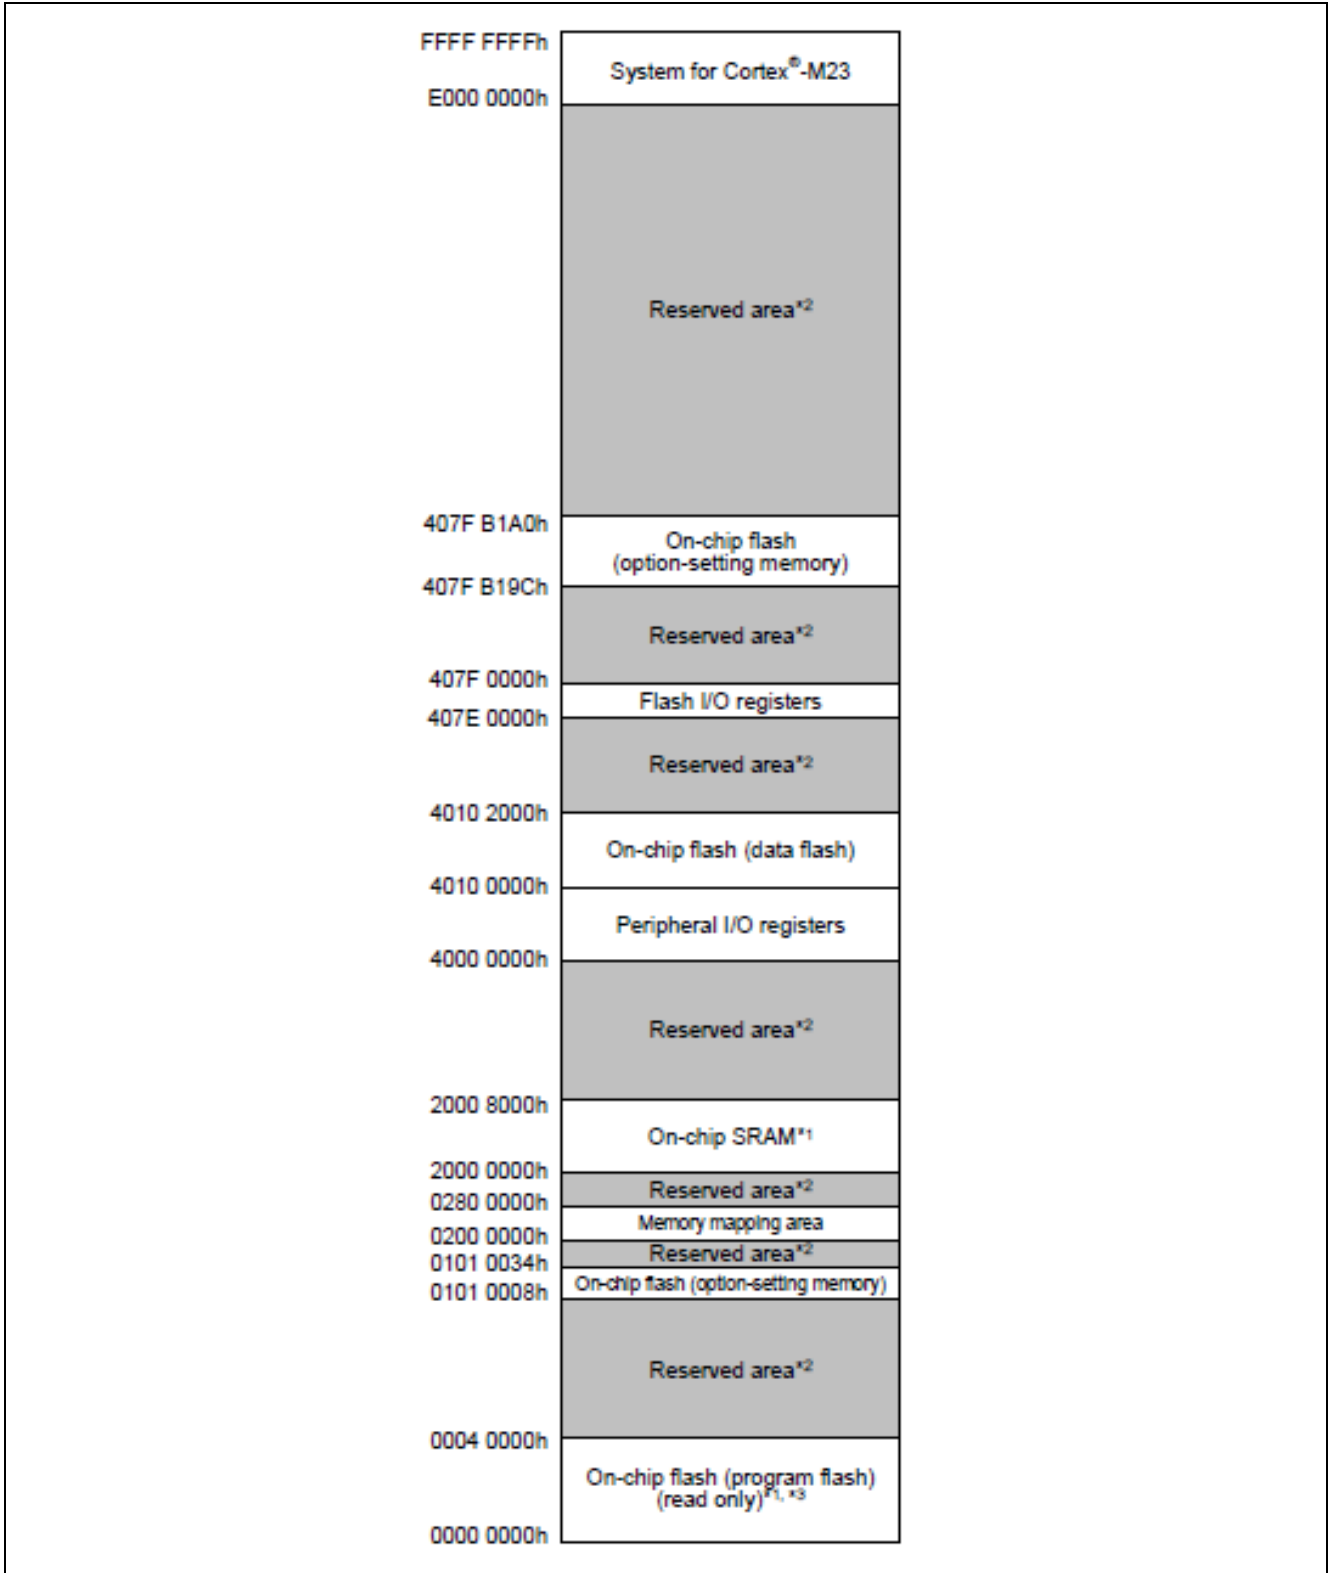 FFFF FFFFh
System for Cortex®-M23
E000 0000h
Reserved area*2
407F B1A0h
On-chip flash
(option-setting memory)
407F B19Ch
Reserved area*2
407F 0000h
Flash I/O registers
407E 0000h
Reserved area*2
4010 2000h
On-chip flash (data flash)
4010 0000h
Peripheral I/O registers
4000 0000h
Reserved area*2
2000 8000h
On-chip SRAM*1
2000 0000h
Reserved area*2
0280 0000h
Memory mapping area
0200 0000h
Reserved area*2
0101 0034h
On-chip flash (option-setting memory)
0101 0008h
Reserved area*2
0004 0000h
On-chip flash (program flash)
(read only)*1, *3
0000 0000h